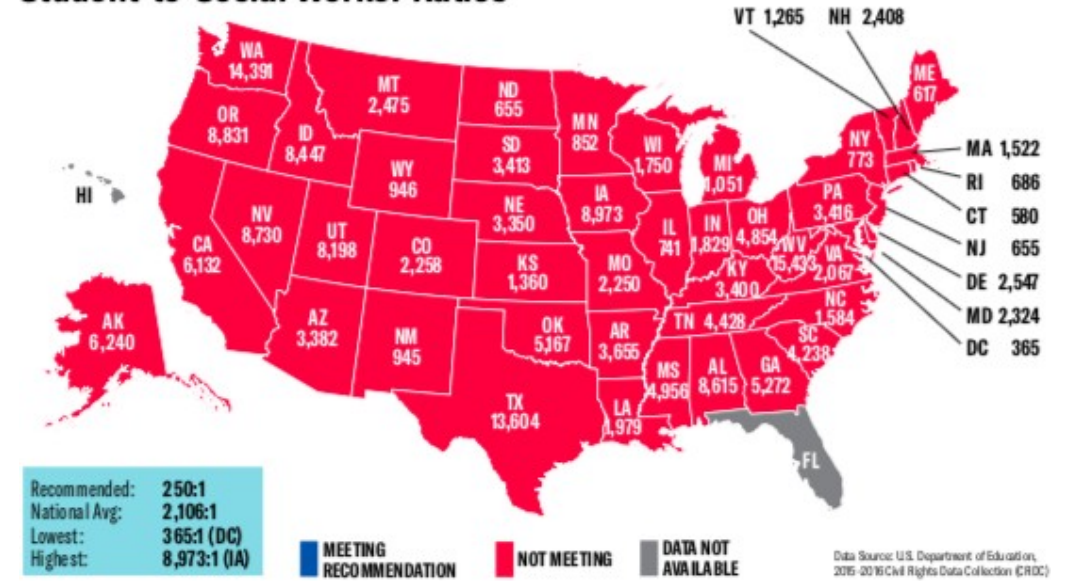 Student-to-Social Worker Ratios
VT 1,265 NH 2,408
WA
14,391
MT
2,475
ND
655
ME
617
OR
8,831
ID
8,447
MN
852
WI
1,750
NY
773
SD
3,413
MI
1,051
MA 1,522
WY
946
RI 686
HI
IA
8,973
PA
3,416
NE
3,350
CT 580
NV
8,730
UT
8,198
IL
741
IN
1,829
OH
4,854
NJ 655
CA
6,132
CO
2,258
WV
15,433
VA
2,067
KS
1,360
MO
2,250
KY
3,400
DE 2,547
NC
1,584
MD 2,324
AK
6,240
AZ
3,382
NM
945
OK
5,167
AR
3,655
TN 4,428
SC
4,238
DC 365
MS
4,956
AL
8,615
GA
5,272
TX
13,604
LA
1,979
FL
Recommended: 250:1
National Avg: 2,106:1
Lowest: 365:1 (DC)
Highest: 8,973:1 (IA)
MEETING
RECOMMENDATION
NOT MEETING
DATA NOT
AVAILABLE
Data Source: U.S. Department of Education,
2015-2016 Civil Rights Data Collection (CRDC)